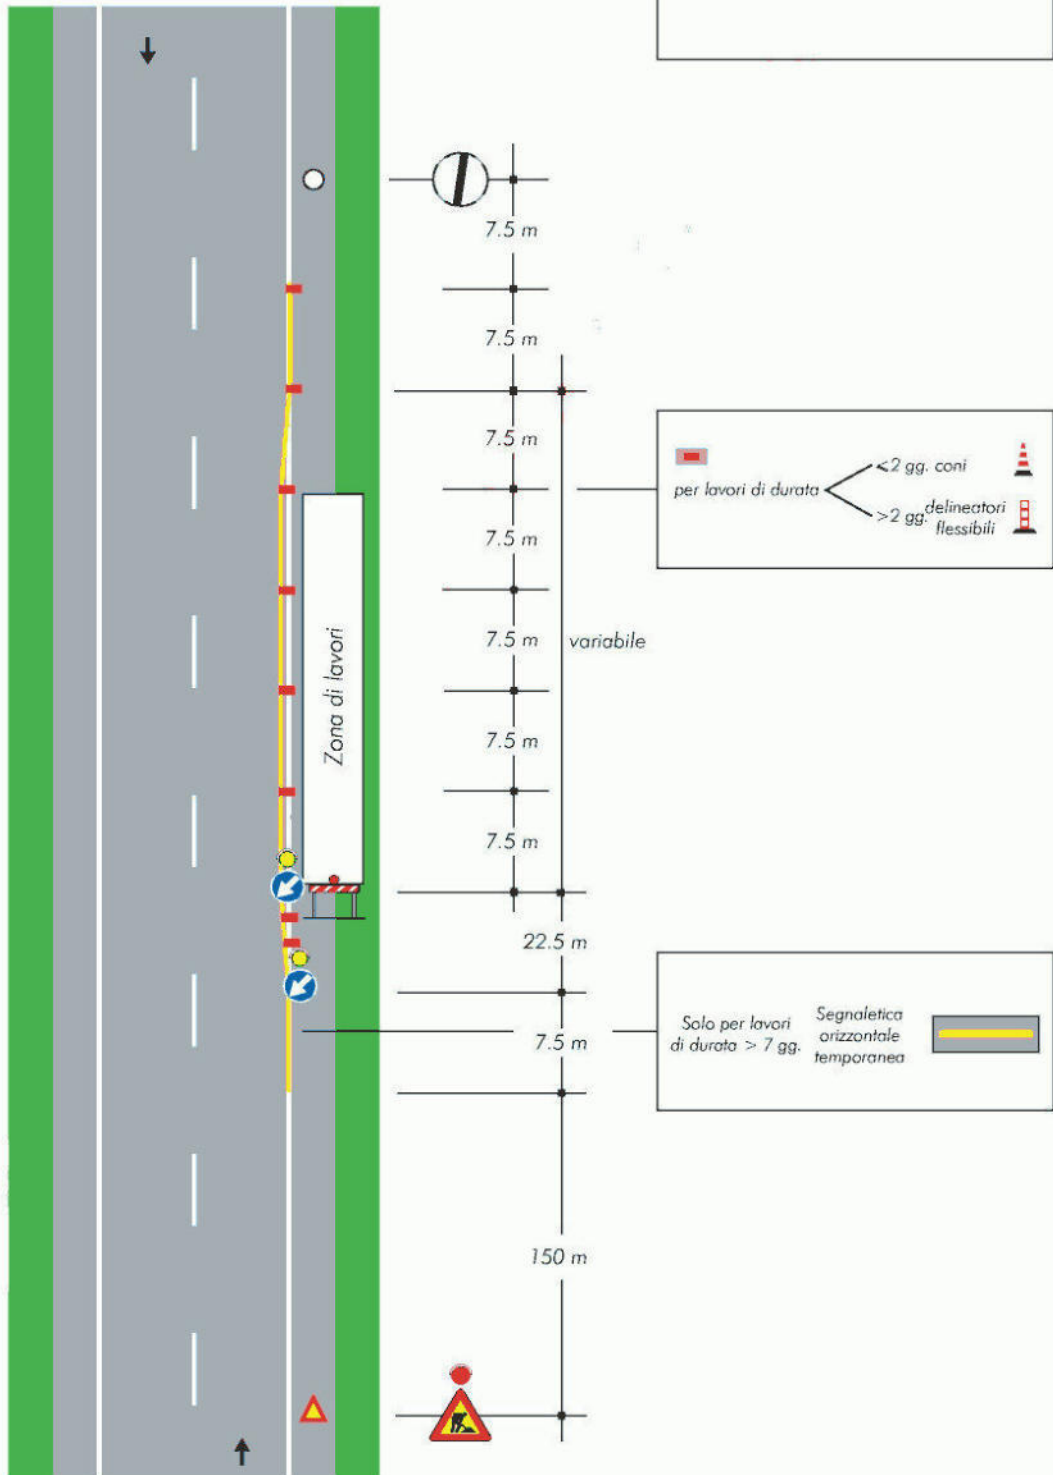 7.5 m
7.5 m
7.5 m
<2 gg. coni
per lavori di durata
>2 gg. delineatori
flessibili
7.5 m
7.5 m
variabile
Zona di lavori
7.5 m
7.5 m
22.5 m
Solo per lavori
di durata > 7 gg.
Segnaletica
orizzontale
temporanea
7.5 m
150 m